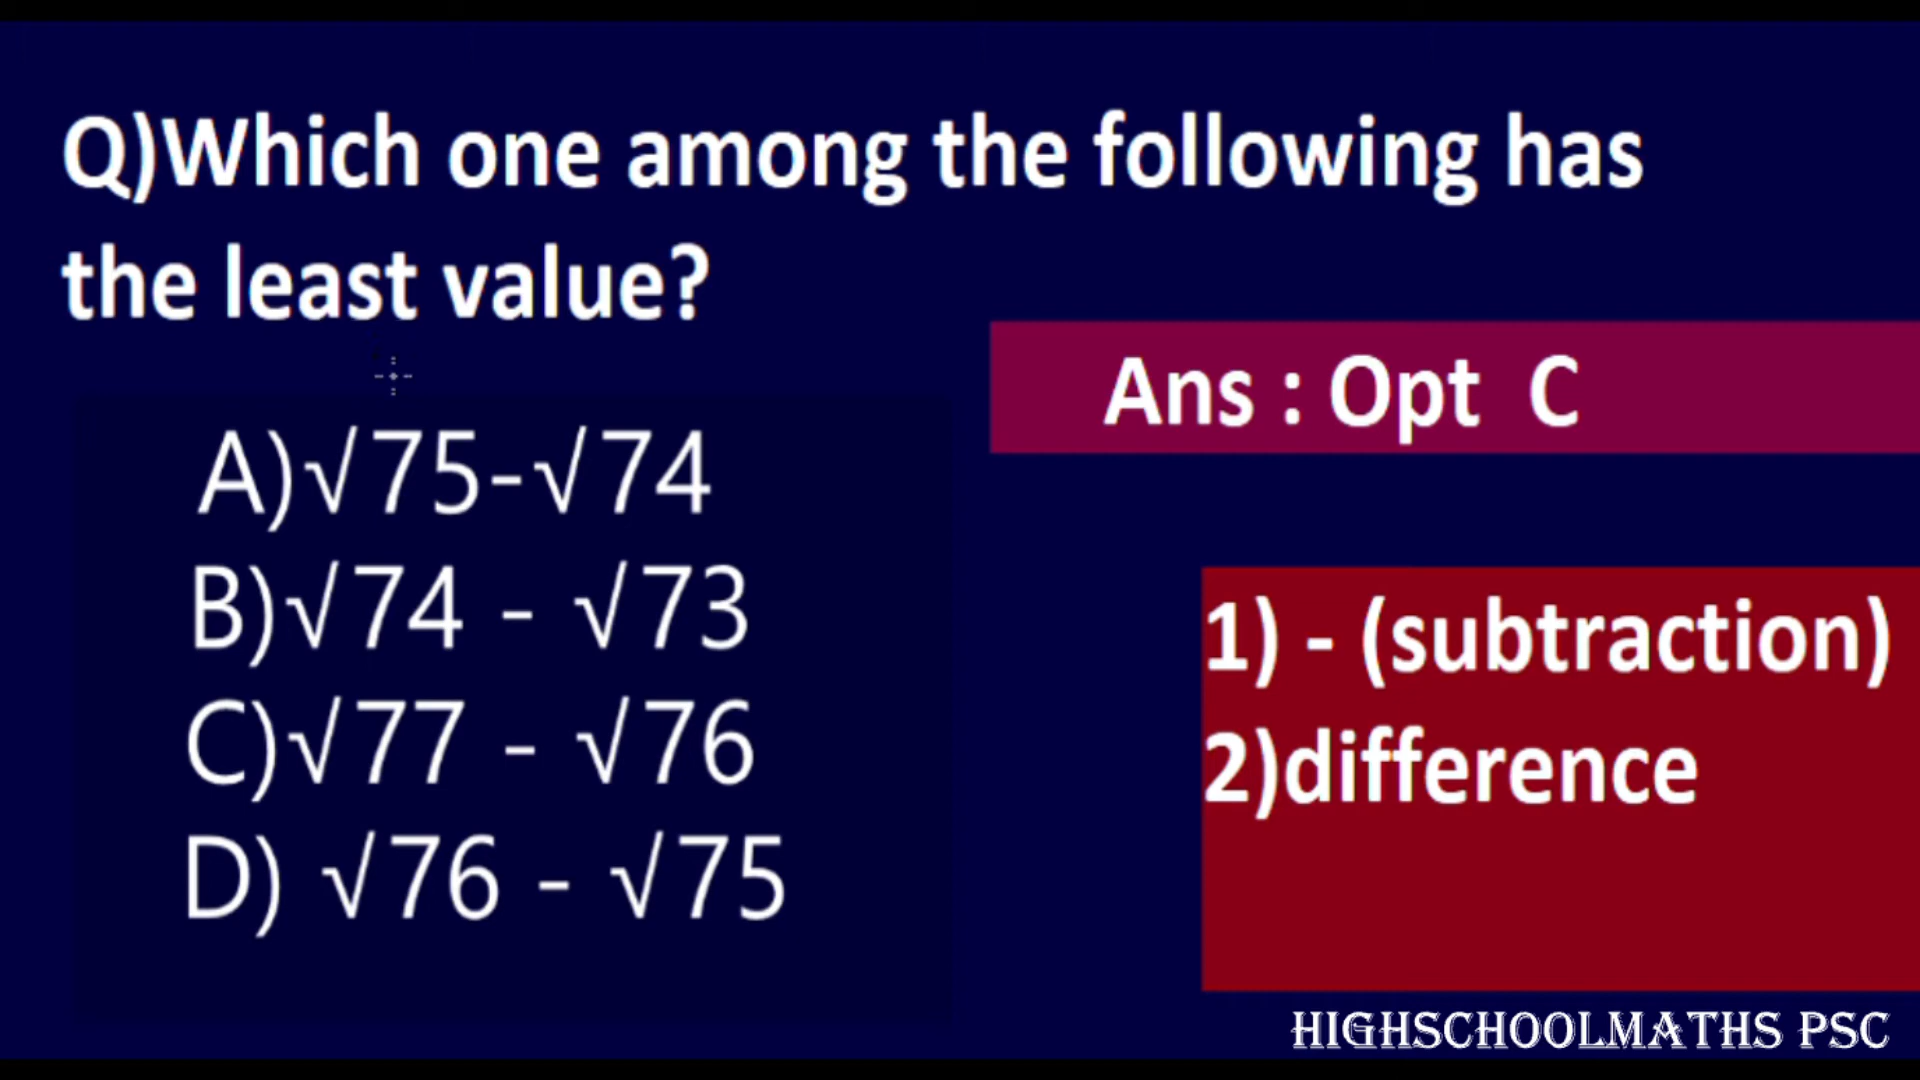 Q)Which one among the following has
the least value?
Ans : Opt C
A)√75-√74
B)√74 - √73
C)√77 - √76
D) √76 - √75
1) - (subtraction)
2)difference
HIGHSCHOOLMATHS PSC